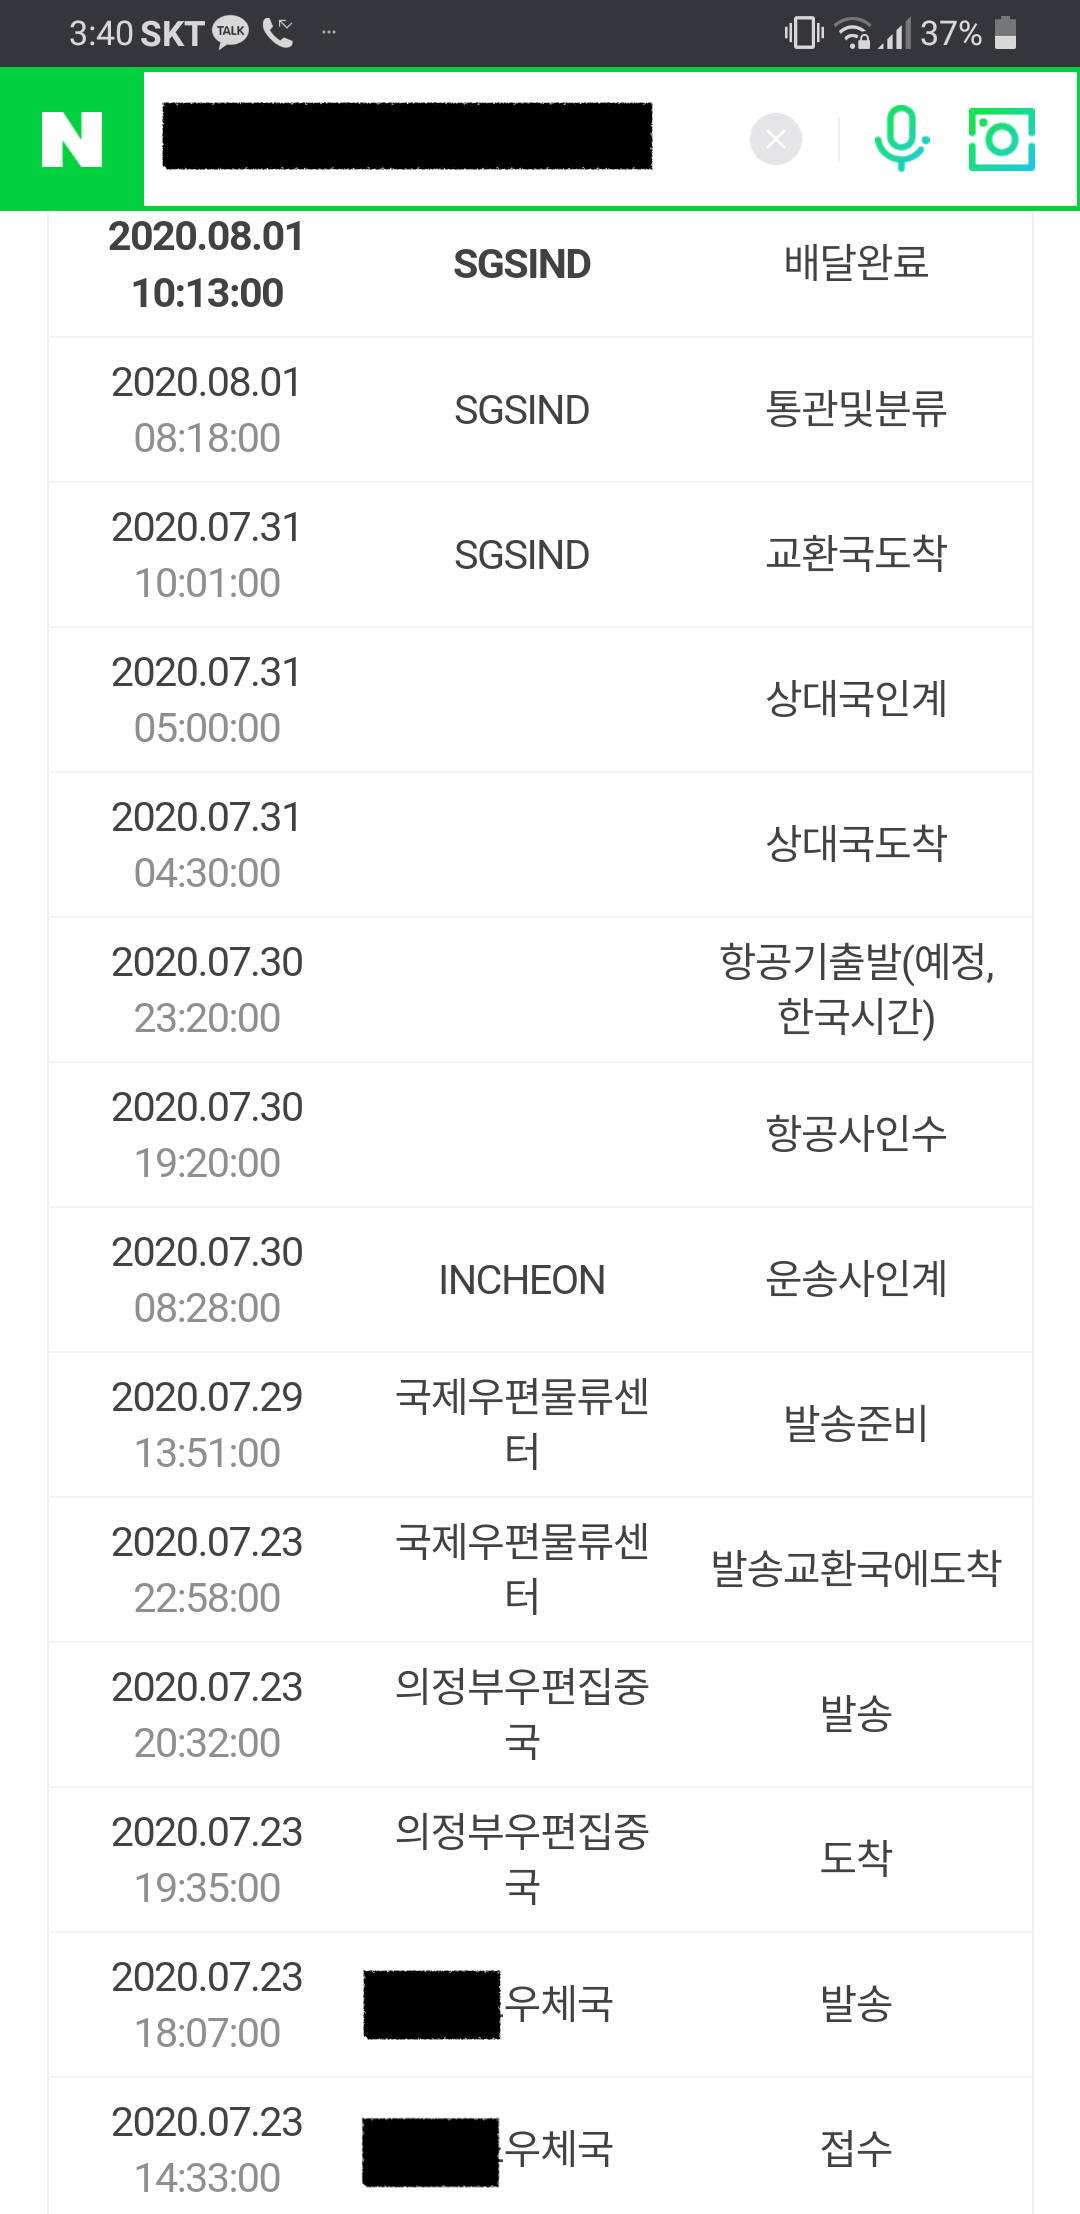 3:40 SKT TALK ... 37%
N
2020.08.01
10:13:00
SGSIND
배달완료
2020.08.01
08:18:00
SGSIND
통관및분류
2020.07.31
10:01:00
SGSIND
교환국도착
2020.07.31
05:00:00
상대국인계
2020.07.31
04:30:00
상대국도착
2020.07.30
23:20:00
항공기출발(예정,
한국시간)
2020.07.30
19:20:00
항공사인수
2020.07.30
08:28:00
INCHEON
운송사인계
2020.07.29
13:51:00
국제우편물류센
터
발송준비
2020.07.23
22:58:00
국제우편물류센
터
발송교환국에도착
2020.07.23
20:32:00
의정부우편집중
국
발송
2020.07.23
19:35:00
의정부우편집중
국
도착
2020.07.23
18:07:00
우체국
발송
2020.07.23
14:33:00
우체국
접수